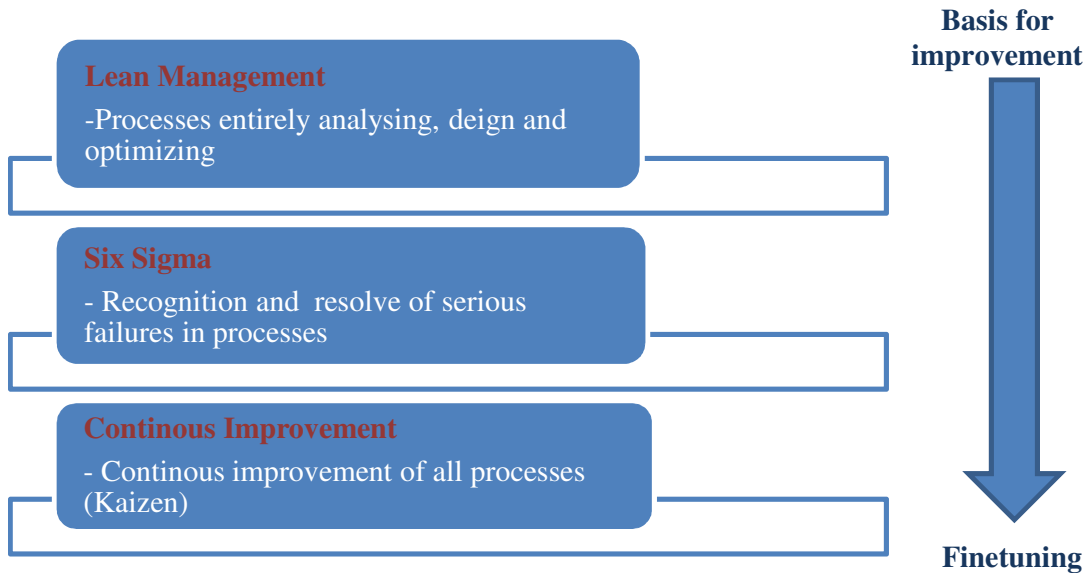 Basis for
improvement
Lean Management
-Processes entirely analysing, deign and
optimizing
Six Sigma
- Recognition and  resolve of serious
failures in processes
Continous Improvement
- Continous improvement of all processes
(Kaizen)
Finetuning